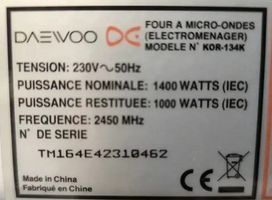 DAEWOO
FOUR A MICRO-ONDES
(ELECTROMENAGER)
MODELE N° KOR-134K
TENSION: 230V~50Hz
PUISSANCE NOMINALE: 1400 WATTS (IEC)
PUISSANCE RESTITUEE: 1000 WATTS (IEC)
FREQUENCE: 2450 MHz
N° DE SERIE
TM164E42310462
Made in China
Fabriqué en Chine
CE